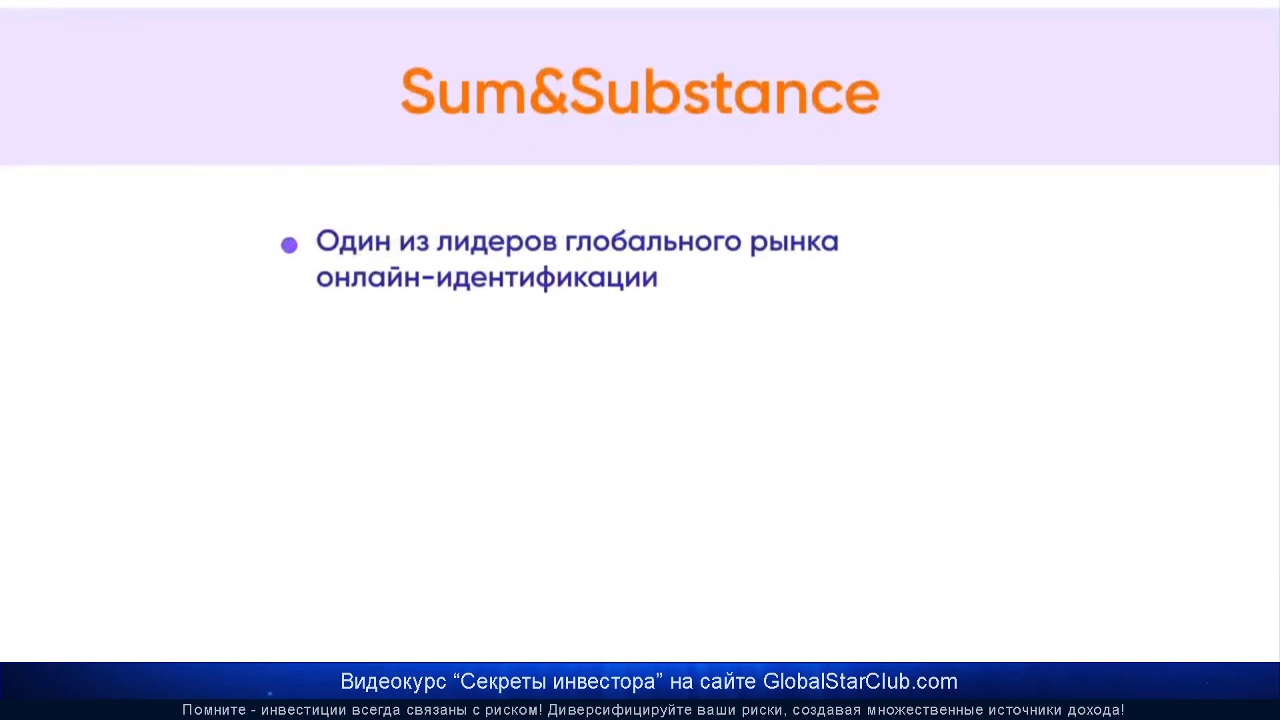 Sum&Substance
Один из лидеров глобального рынка
онлайн-идентификации
Видеокурс “Секреты инвестора” на сайте GlobalStarClub.com
Помните - инвестиции всегда связаны с риском! Диверсифицируйте ваши риски, создавая множественные источники дохода!